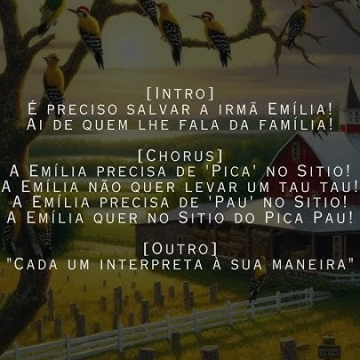 [Intro]
É preciso salvar a irmã Emília!
Ai de quem lhe fala da família!
[Chorus]
A Emília precisa de 'Pica' no Sitio!
A Emília não quer levar um tau tau!
A Emília precisa de 'Pau' no Sitio!
A Emília quer no Sitio do Pica Pau!
[Outro]
"Cada um interpreta à sua maneira"